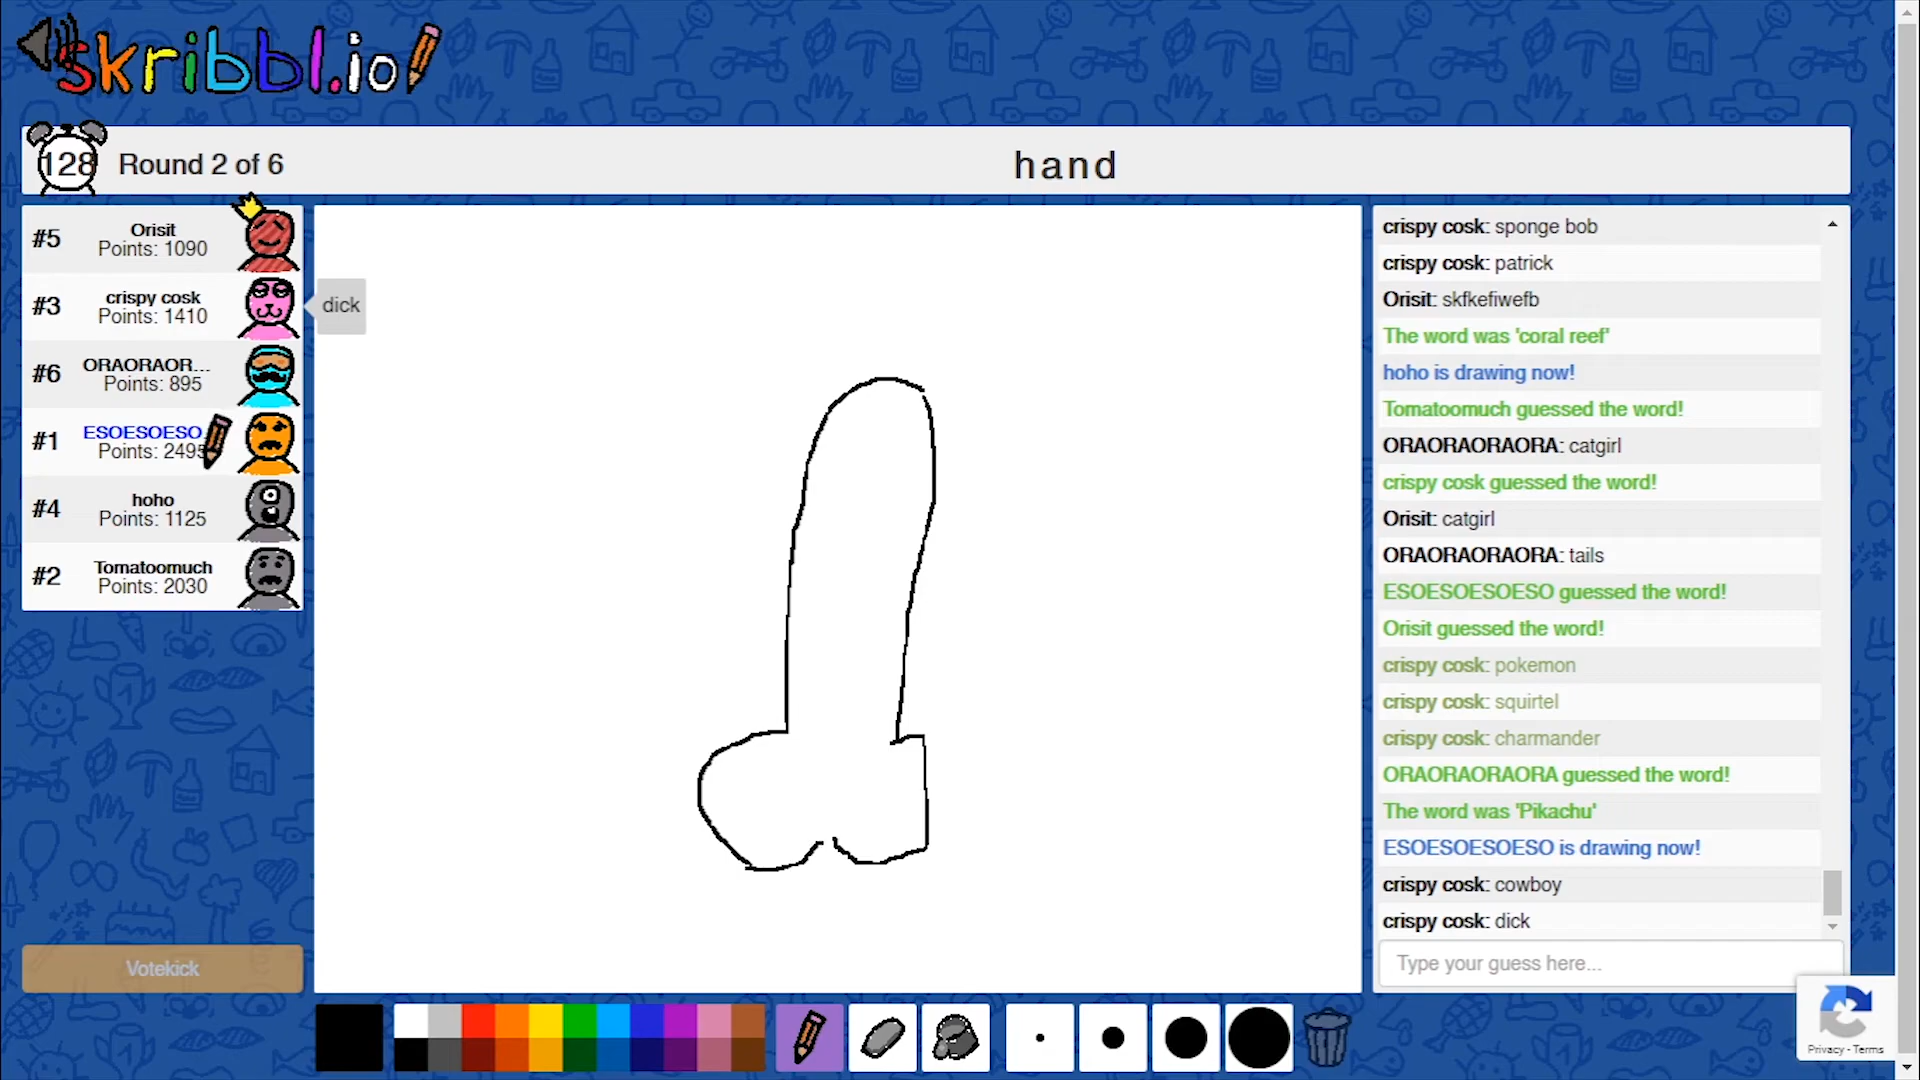 skribbl.io
128
Round 2 of 6
hand
#5
Orisit
Points: 1090
#3
crispy cosk
Points: 1410
dick
#6
ORAORAOR...
Points: 895
#1
ESOESOESO
Points: 2495
#4
hoho
Points: 1125
#2
Tomatoomuch
Points: 2030
Votekick
crispy cosk: sponge bob
crispy cosk: patrick
Orisit: skfkefiwefb
The word was 'coral reef'
hoho is drawing now!
Tomatoomuch guessed the word!
ORAORAORAORA: catgirl
crispy cosk guessed the word!
Orisit: catgirl
ORAORAORAORA: tails
ESOESOESOESO guessed the word!
Orisit guessed the word!
crispy cosk: pokemon
crispy cosk: squirtel
crispy cosk: charmander
ORAORAORAORA guessed the word!
The word was 'Pikachu'
ESOESOESOESO is drawing now!
crispy cosk: cowboy
crispy cosk: dick
Type your guess here...
Privacy - Terms